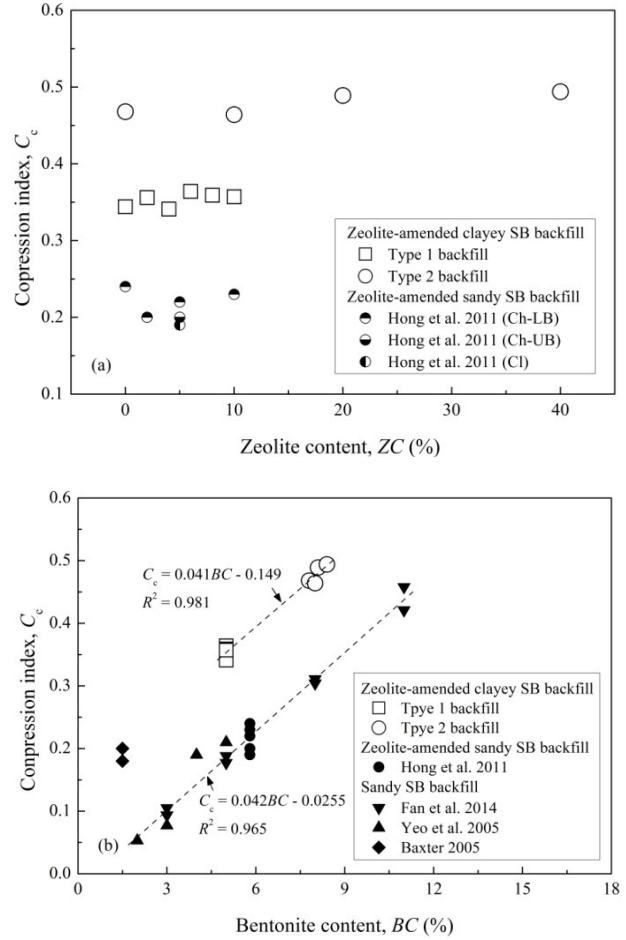 0.6
0.5
0.4
0.3
0.2
0.1
Copression index, Cc
Zeolite-amended clayey SB backfill
Type 1 backfill
Type 2 backfill
Zeolite-amended sandy SB backfill
Hong et al. 2011 (Ch-LB)
Hong et al. 2011 (Ch-UB)
Hong et al. 2011 (Cl)
(a)
0 10 20 30 40
Zeolite content, ZC (%)
0.6
0.5
0.4
0.3
0.2
0.1
0.0
Conpression index, Cc
Cc = 0.041BC - 0.149
R² = 0.981
Zeolite-amended clayey SB backfill
Tpye 1 backfill
Tpye 2 backfill
Zeolite-amended sandy SB backfill
Hong et al. 2011
Sandy SB backfill
Fan et al. 2014
Yeo et al. 2005
Baxter 2005
Cc = 0.042BC - 0.0255
R² = 0.965
(b)
0 3 6 9 12 15 18
Bentonite content, BC (%)